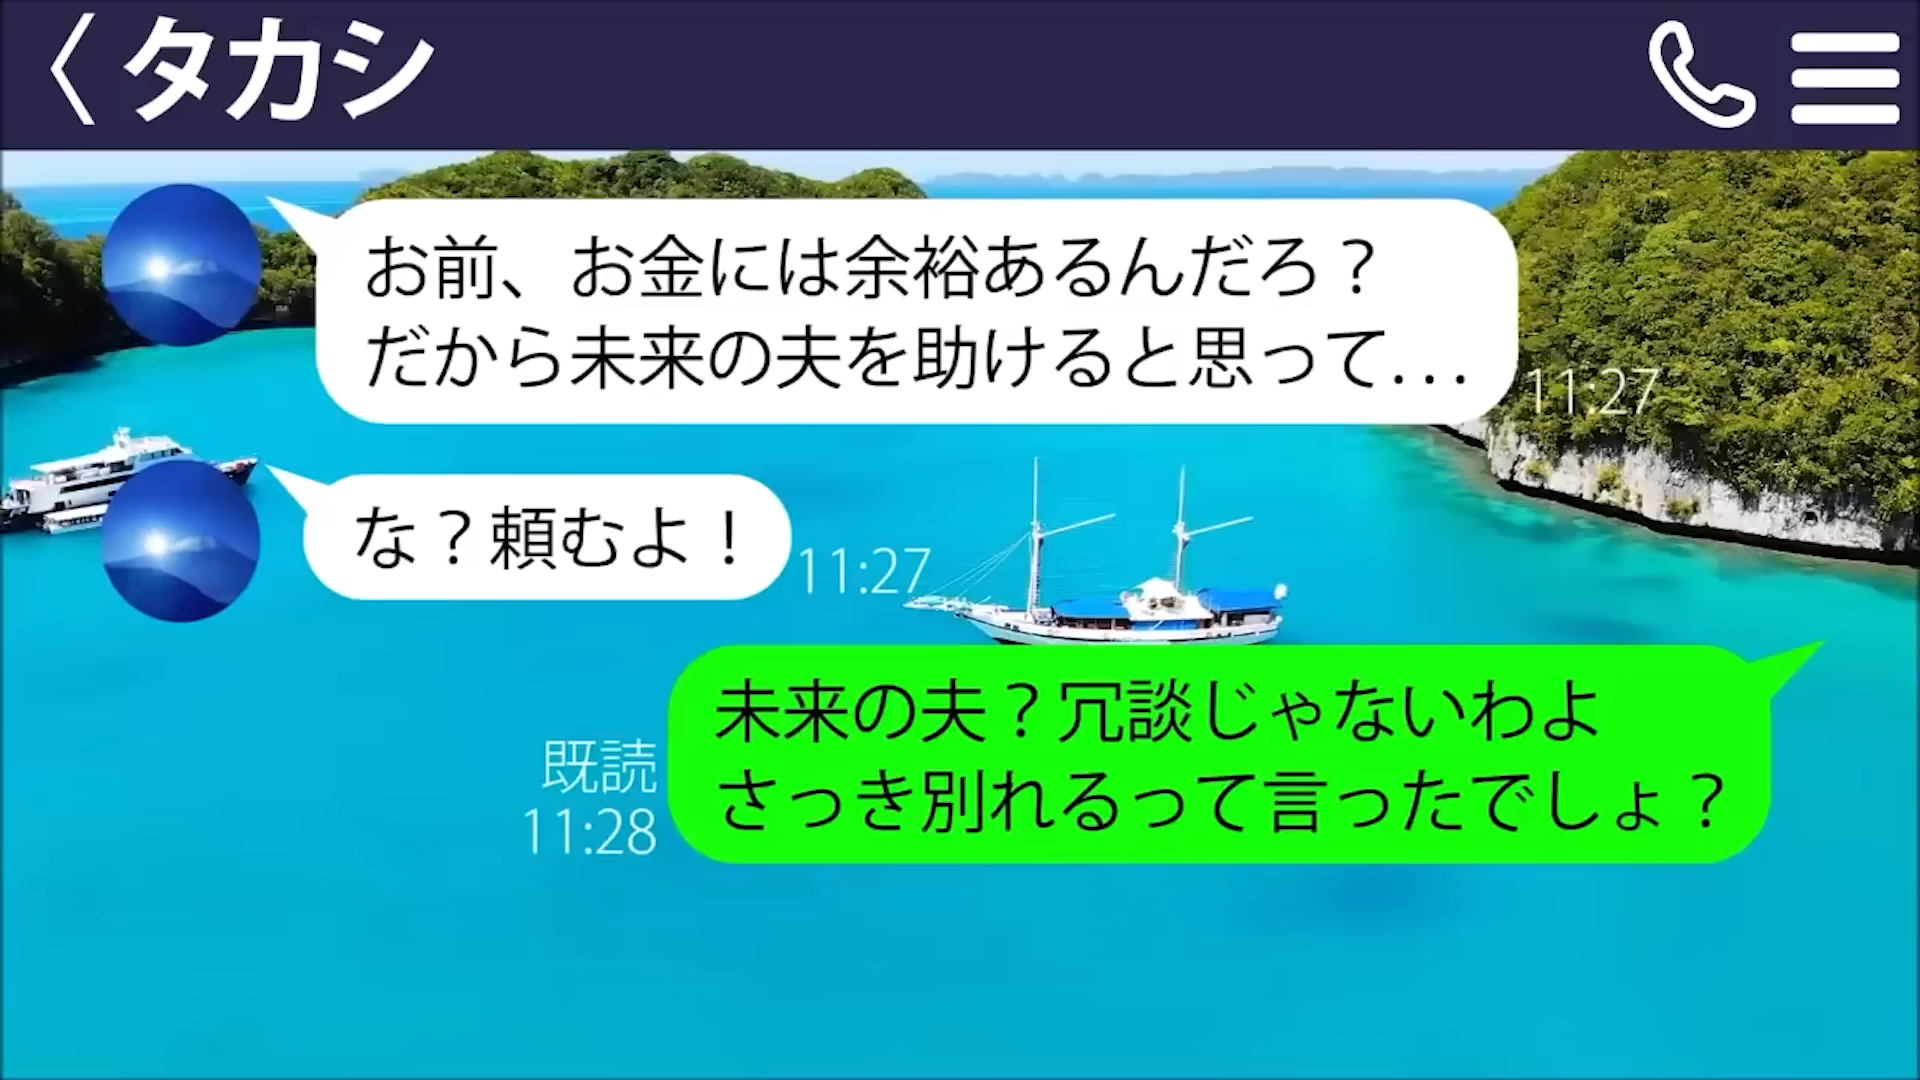 タカシ
お前、お金には余裕あるんだろ？
だから未来の夫を助けると思って...
11:27
な？頼むよ！
11:27
未来の夫？冗談じゃないわよ
さっき別れるって言ったでしょ？
既読
11:28